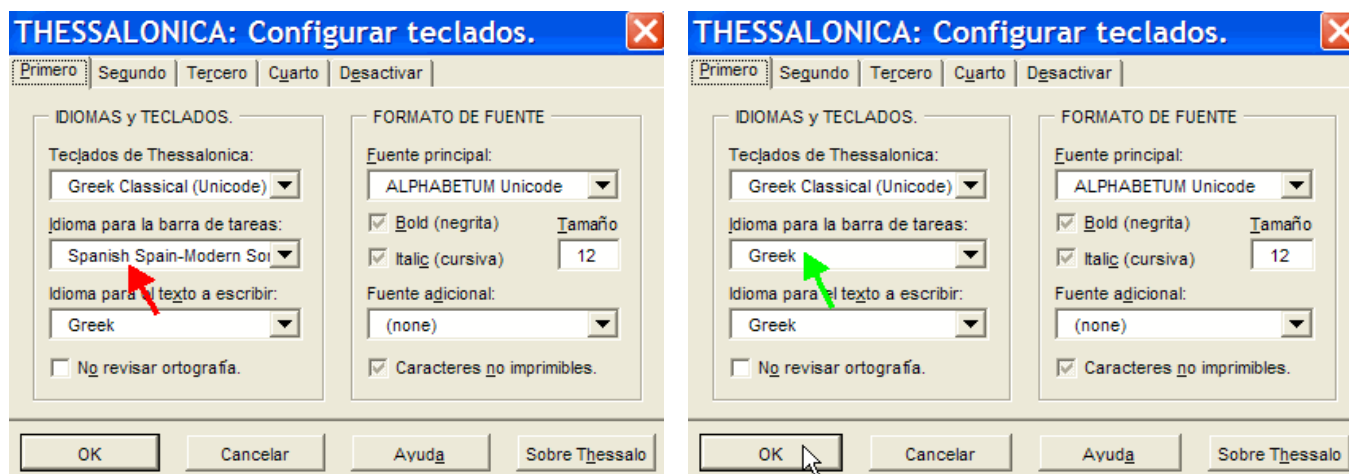 THESSALONICA: Configurar teclados.
Primero Segundo Tercero Cuarto Desactivar
IDIOMAS y TECLADOS.
Teclados de Thessalonica:
Greek Classical (Unicode)
Idioma para la barra de tareas:
Spanish Spain-Modern Sor
Idioma para el texto a escribir:
Greek
No revisar ortografía.
FORMATO DE FUENTE
Fuente principal:
ALPHABETUM Unicode
Bold (negrita) Tamaño
Italic (cursiva) 12
Fuente adicional:
(none)
Caracteres no imprimibles.
OK Cancelar Ayuda Sobre Thessalo
THESSALONICA: Configurar teclados.
Primero Segundo Tercero Cuarto Desactivar
IDIOMAS y TECLADOS.
Teclados de Thessalonica:
Greek Classical (Unicode)
Idioma para la barra de tareas:
Greek
Idioma para el texto a escribir:
Greek
No revisar ortografía.
FORMATO DE FUENTE
Fuente principal:
ALPHABETUM Unicode
Bold (negrita) Tamaño
Italic (cursiva) 12
Fuente adicional:
(none)
Caracteres no imprimibles.
OK Cancelar Ayuda Sobre Thessalo